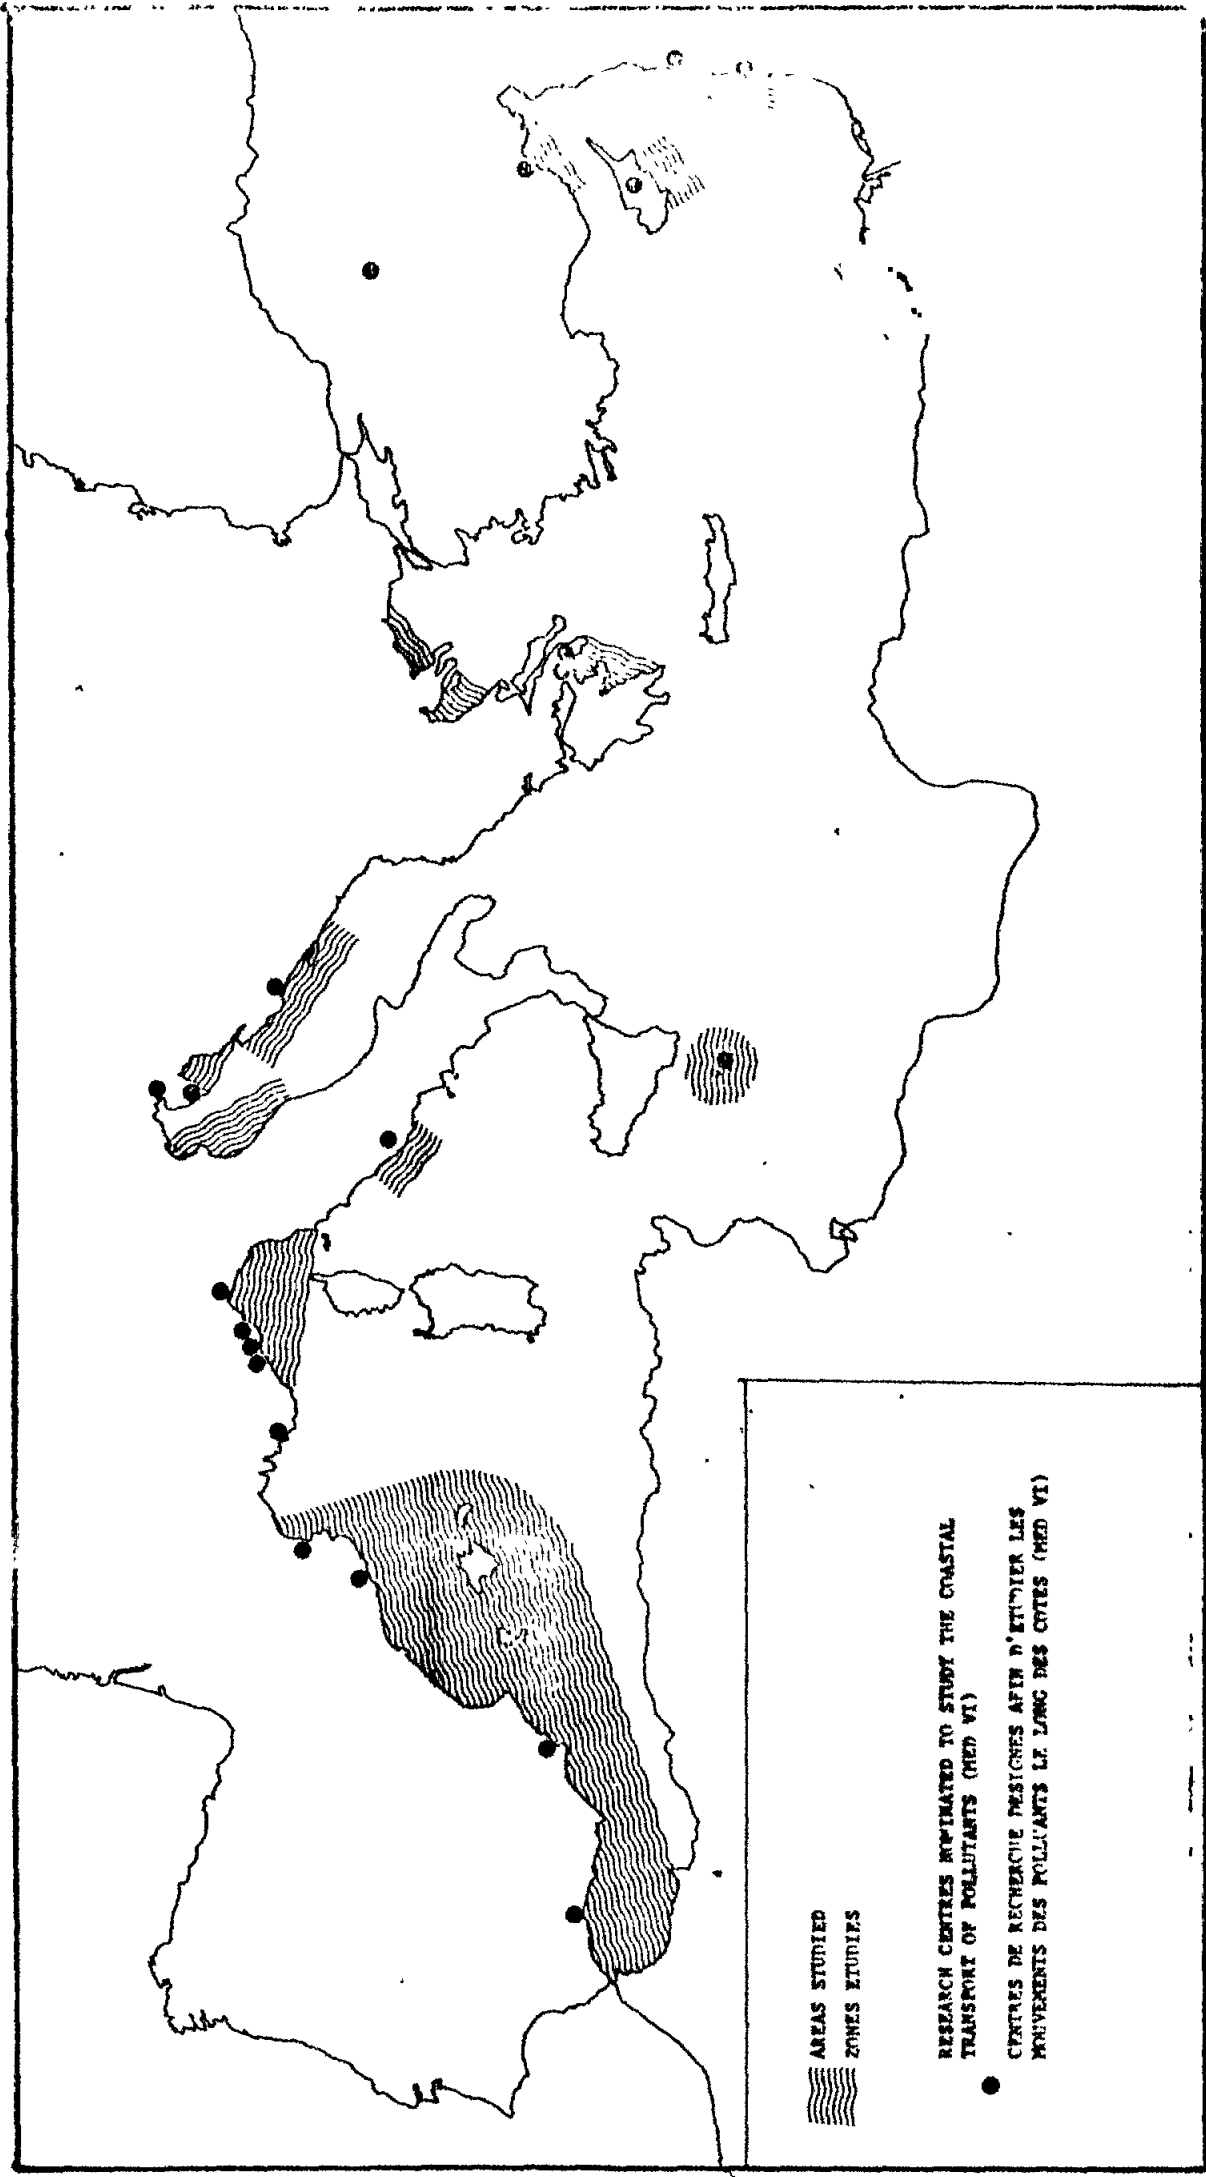 AREAS STUDIED
ZONES ETUDIES
RESEARCH CENTRES NOMINATED TO STUDY THE COASTAL
TRANSPORT OF POLLUTANTS (MED VI)
CENTRES DE RECHERCHE DESIGNES AFIN D'ETUDIER LES
MOUVEMENTS DES POLLUANTS LE LONG DES COTES (MED VI)